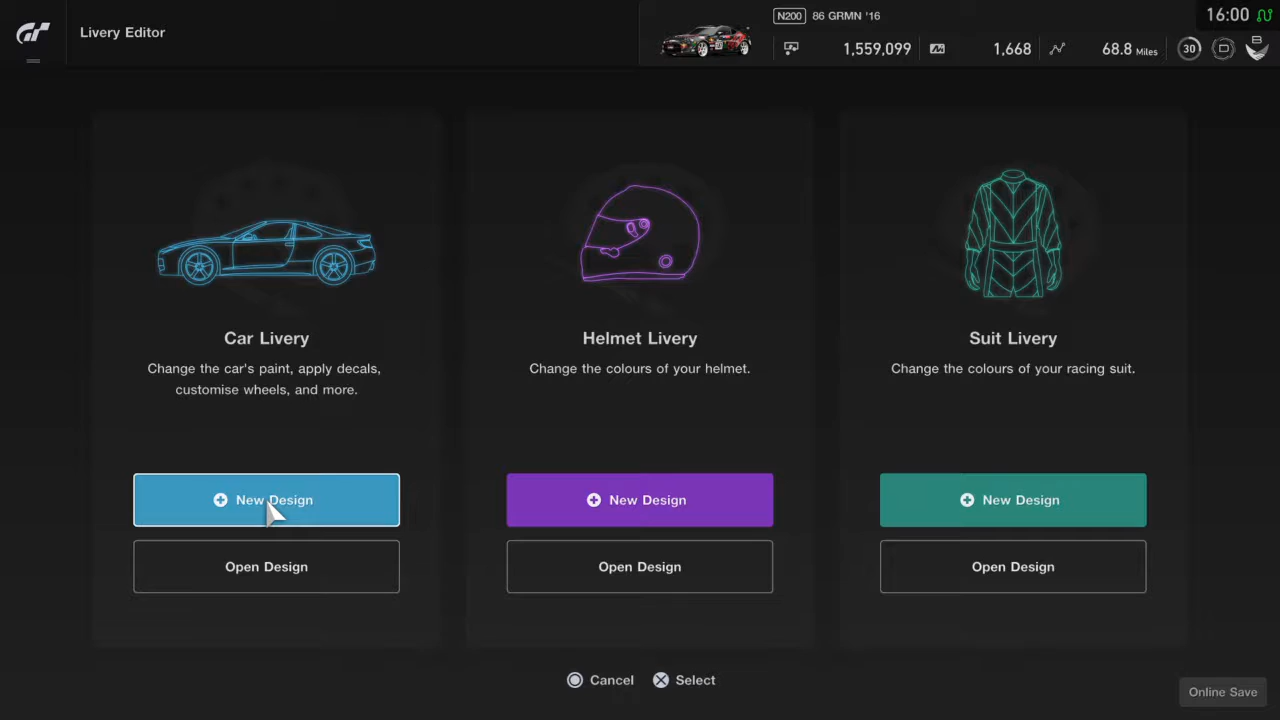 Livery Editor
N200 86 GRMN '16
1,559,099 1,668 68.8 Miles 30
16:00
Car Livery
Change the car's paint, apply decals,
customise wheels, and more.
New Design
Open Design
Helmet Livery
Change the colours of your helmet.
New Design
Open Design
Suit Livery
Change the colours of your racing suit.
New Design
Open Design
Cancel Select
Online Save